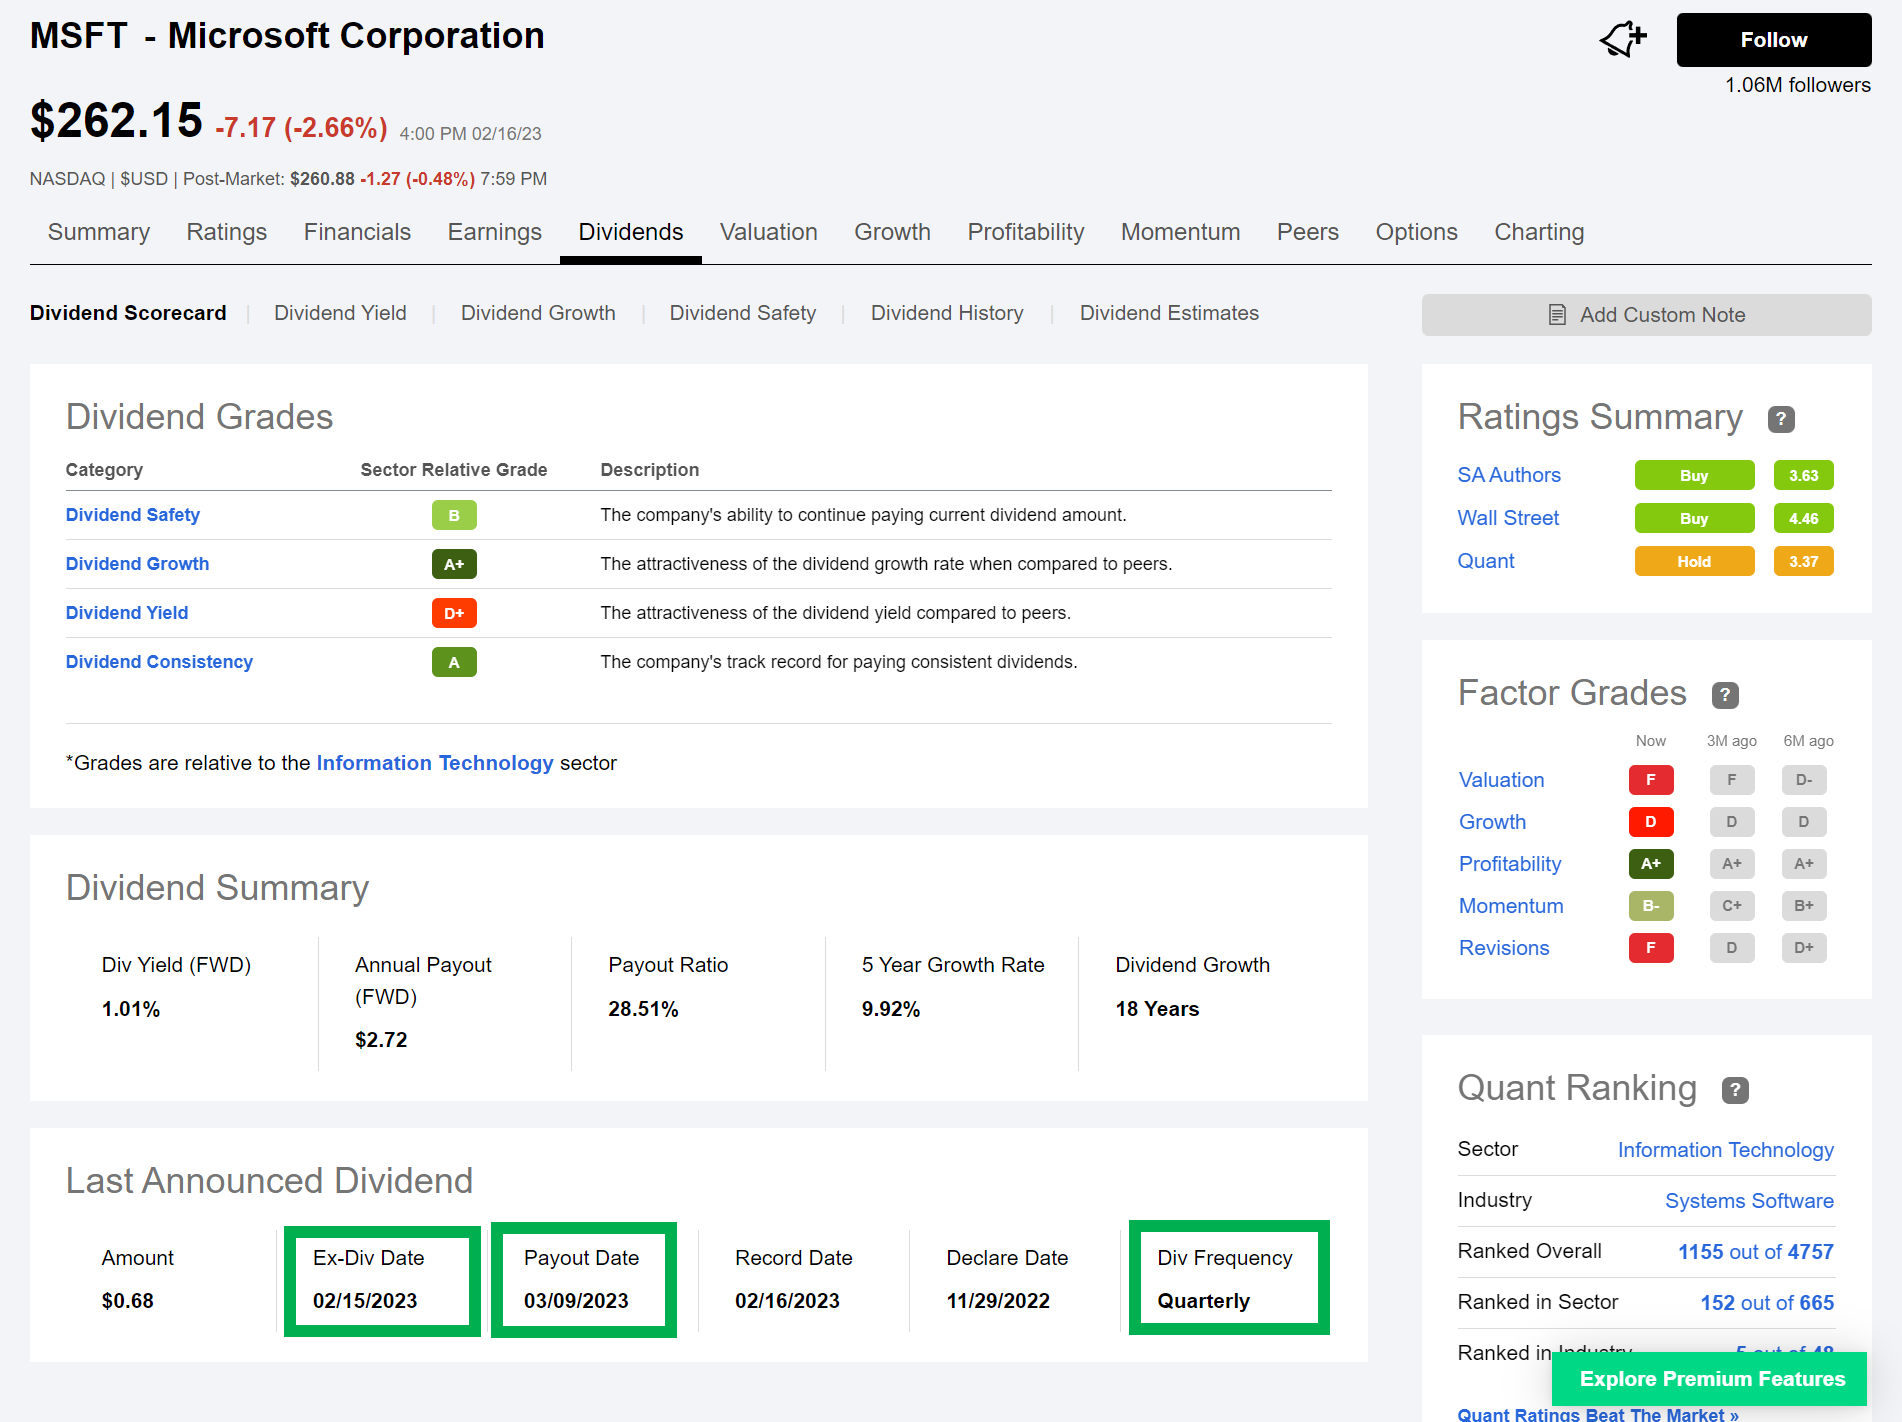 MSFT - Microsoft Corporation
Follow
1.06M followers
$262.15 -7.17 (-2.66%) 4:00 PM 02/16/23
NASDAQ | $USD | Post-Market: $260.88 -1.27 (-0.48%) 7:59 PM
Summary Ratings Financials Earnings Dividends Valuation Growth Profitability Momentum Peers Options Charting
Dividend Scorecard | Dividend Yield | Dividend Growth | Dividend Safety | Dividend History | Dividend Estimates
Add Custom Note
Dividend Grades
Category Sector Relative Grade Description
Dividend Safety B The company's ability to continue paying current dividend amount.
Dividend Growth A+ The attractiveness of the dividend growth rate when compared to peers.
Dividend Yield D+ The attractiveness of the dividend yield compared to peers.
Dividend Consistency A The company's track record for paying consistent dividends.
*Grades are relative to the Information Technology sector
Dividend Summary
Div Yield (FWD)
1.01%
Annual Payout
(FWD)
$2.72
Payout Ratio
28.51%
5 Year Growth Rate
9.92%
Dividend Growth
18 Years
Last Announced Dividend
Amount
$0.68
Ex-Div Date
02/15/2023
Payout Date
03/09/2023
Record Date
02/16/2023
Declare Date
11/29/2022
Div Frequency
Quarterly
Ratings Summary ?
SA Authors Buy 3.63
Wall Street Buy 4.46
Quant Hold 3.37
Factor Grades ?
Now 3M ago 6M ago
Valuation F F D-
Growth D D D
Profitability A+ A+ A+
Momentum B- C+ B+
Revisions F D D+
Quant Ranking ?
Sector Information Technology
Industry Systems Software
Ranked Overall 1155 out of 4757
Ranked in Sector 152 out of 665
Ranked in Industry 5 out of 48
Explore Premium Features
Quant Ratings Beat The Market »